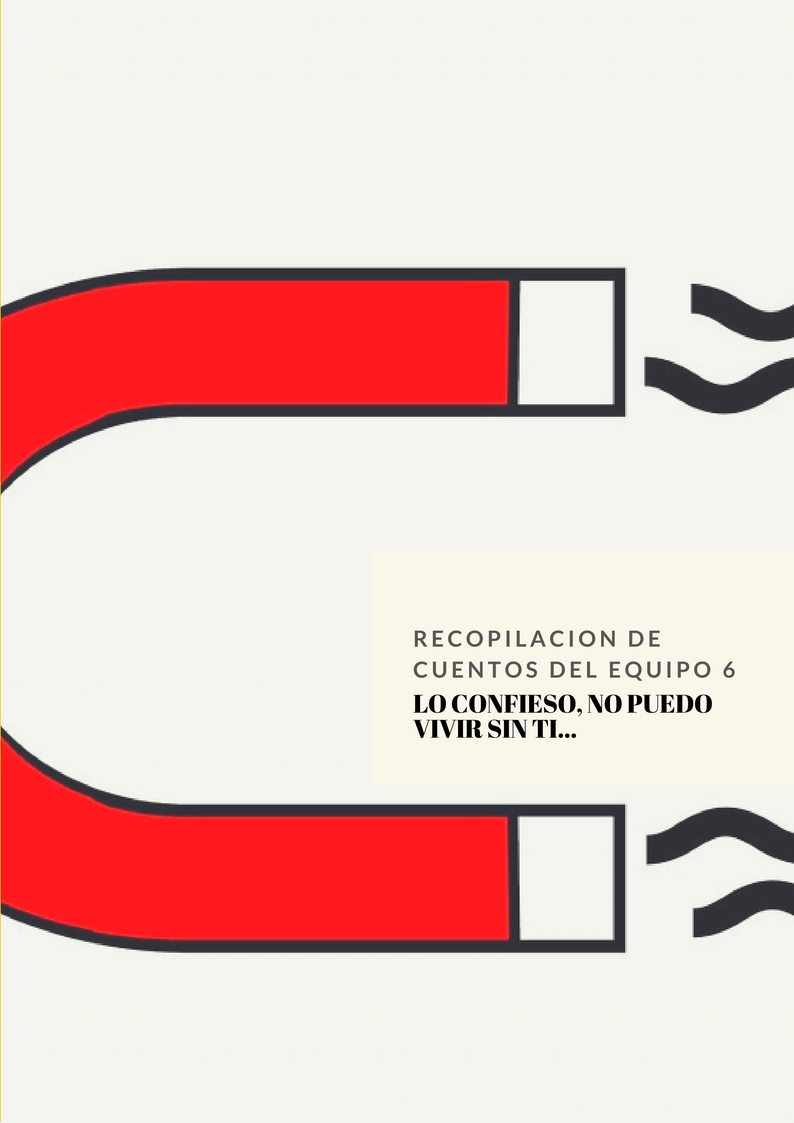 RECOPILACION DE
CUENTOS DEL EQUIPO 6
LO CONFIESO, NO PUEDO
VIVIR SIN TI...